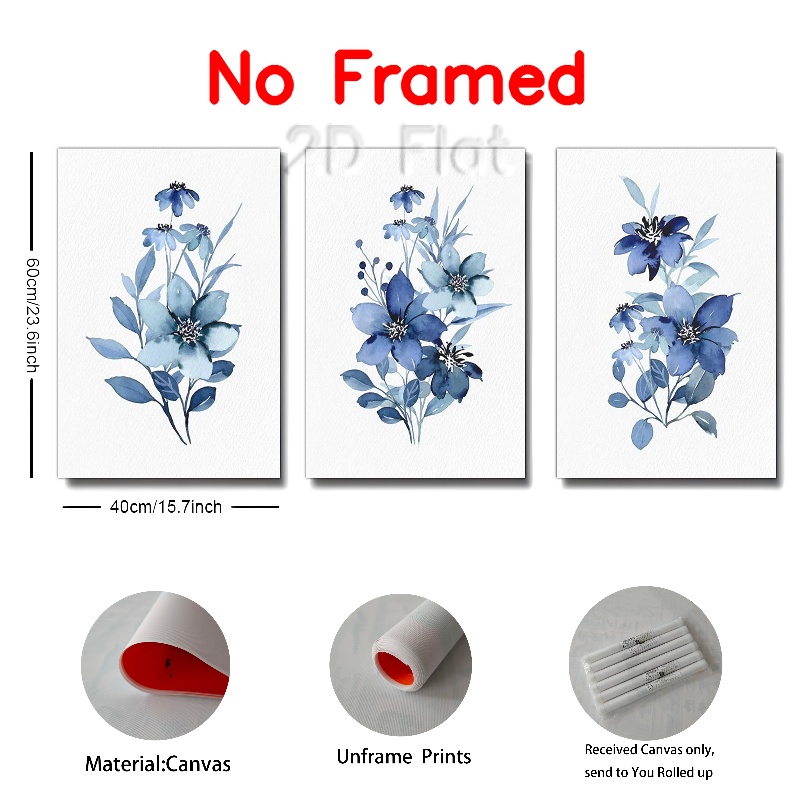 No Framed
2D Flat
60cm/23.6inch
40cm/15.7inch
Material:Canvas
Unframe Prints
Received Canvas only,
send to You Rolled up